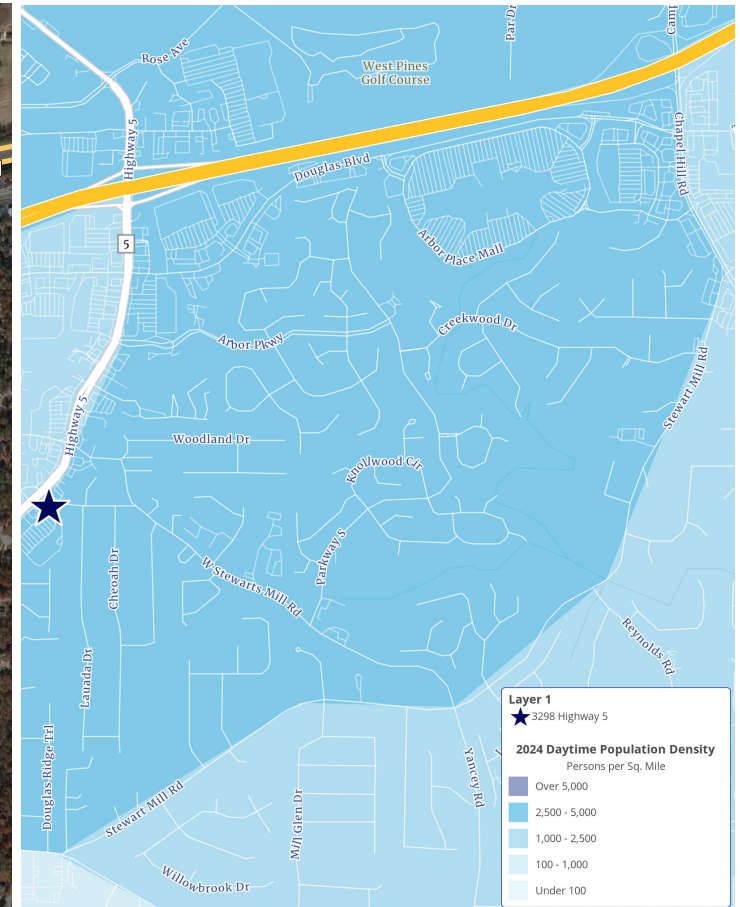 Rose Ave
West Pines
Golf Course
Par Dr
Camp
Highway 5
Douglas Blvd
Chapel Hill Rd
5
Arbor Place Mall
Creekwood Dr
Arbor Pkwy
Stewart Mill Rd
Highway 5
Woodland Dr
Knollwood Cir
Parkway S
Cheoah Dr
W Stewarts Mill Rd
Reynolds Rd
Lauada Dr
Douglas Ridge Trl
Stewart Mill Rd
Mill Glen Dr
Yancey Rd
Willowbrook Dr
Layer 1
3298 Highway 5
2024 Daytime Population Density
Persons per Sq. Mile
Over 5,000
2,500 - 5,000
1,000 - 2,500
100 - 1,000
Under 100